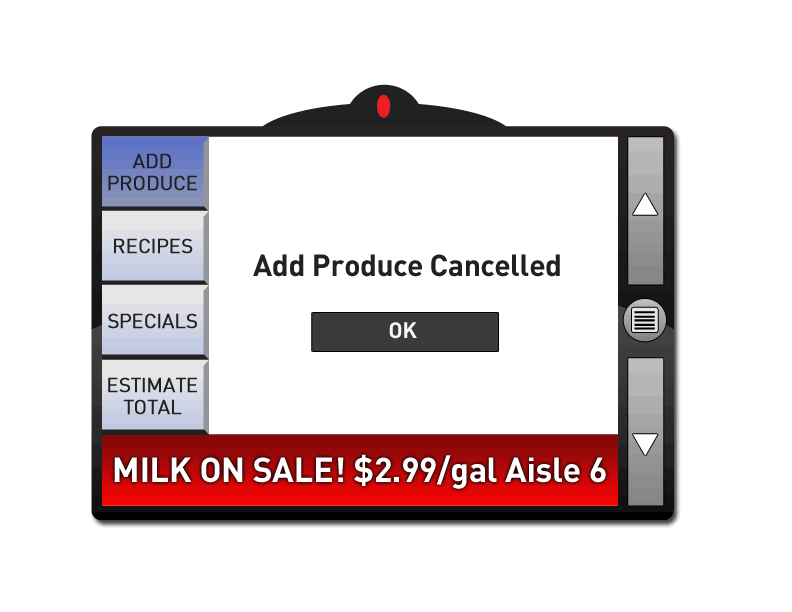 ADD
PRODUCE
RECIPES
SPECIALS
ESTIMATE
TOTAL
Add Produce Cancelled
OK
MILK ON SALE! $2.99/gal Aisle 6